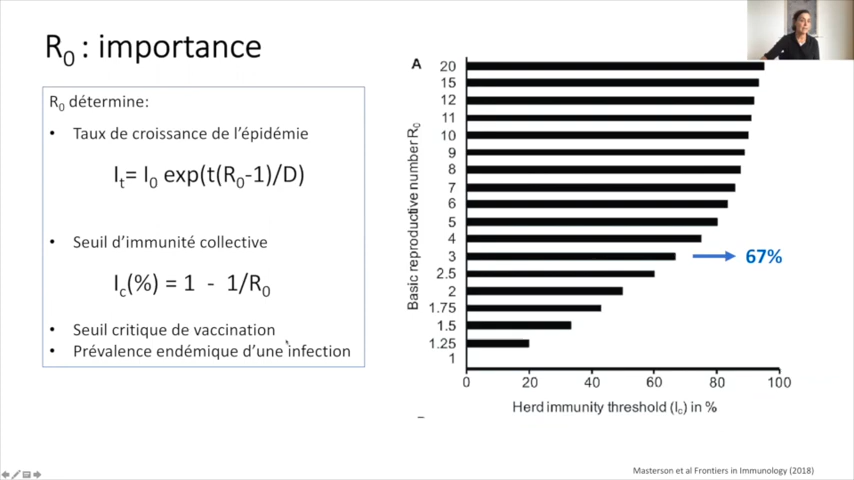 R0 : importance
R0 détermine:
• Taux de croissance de l'épidémie
It= I0 exp(t(R0-1)/D)
• Seuil d'immunité collective
Ic(%) = 1 - 1/R0
• Seuil critique de vaccination
• Prévalence endémique d'une infection
A
Basic reproductive number R0
20
15
12
11
10
9
8
7
6
5
4
3
2.5
2
1.75
1.5
1.25
1
67%
0 20 40 60 80 100
Herd immunity threshold (Ic) in %
Masterson et al Frontiers in Immunology (2018)